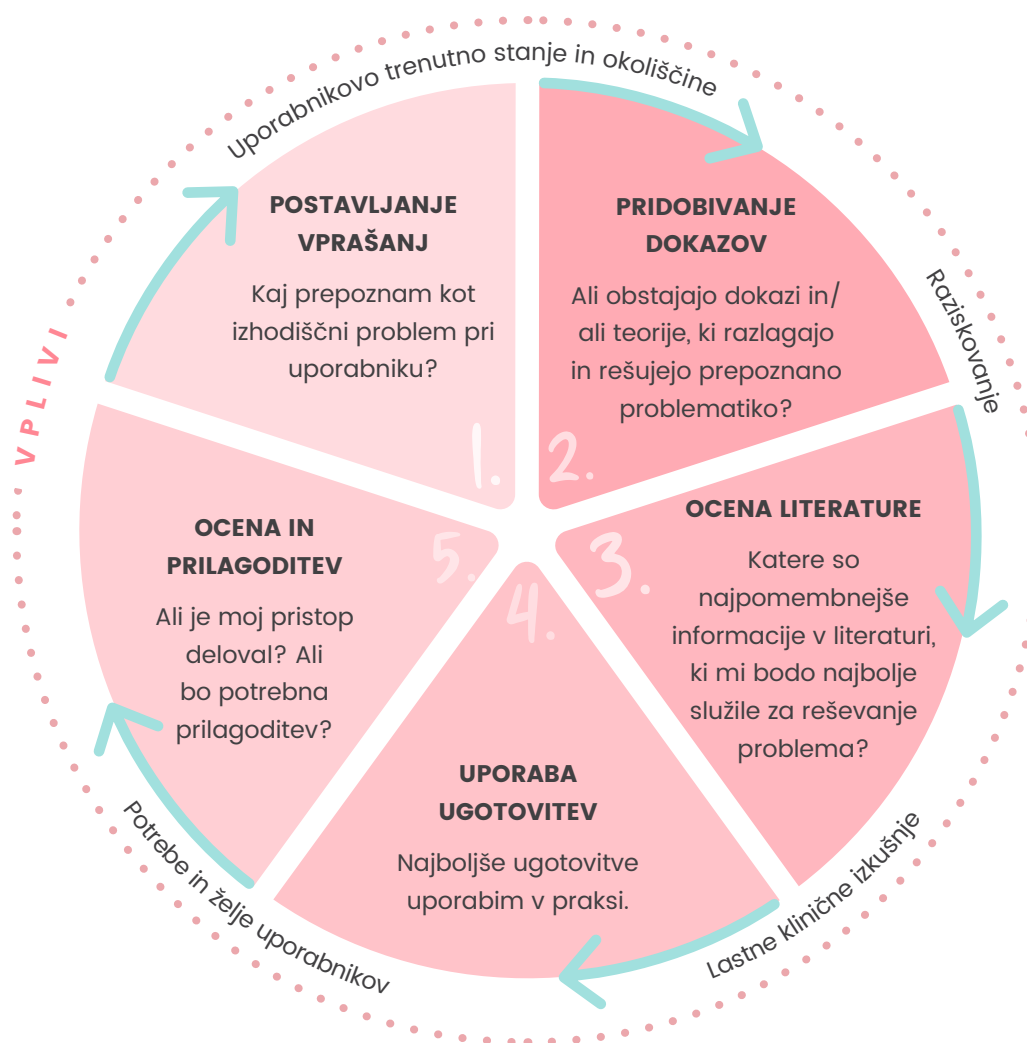 Uporabnikovo trenutno stanje in okoliščine
VPLIVI
POSTAVLJANJE
VPRAŠANJ
Kaj prepoznam kot
izhodiščni problem pri
uporabniku?
1.
PRIDOBIVANJE
DOKAZOV
Ali obstajajo dokazi in/
ali teorije, ki razlagajo
in rešujejo prepoznano
problematiko?
2.
Raziskovanje
OCENA LITERATURE
Katere so
najpomembnejše
informacije v literaturi,
ki mi bodo najbolje
služile za reševanje
problema?
3.
Lastne klinične izkušnje
UPORABA
UGOTOVITEV
Najboljše ugotovitve
uporabim v praksi.
4.
Potrebe in želje uporabnikov
OCENA IN
PRILAGODITEV
Ali je moj pristop
deloval? Ali
bo potrebna
prilagoditev?
5.